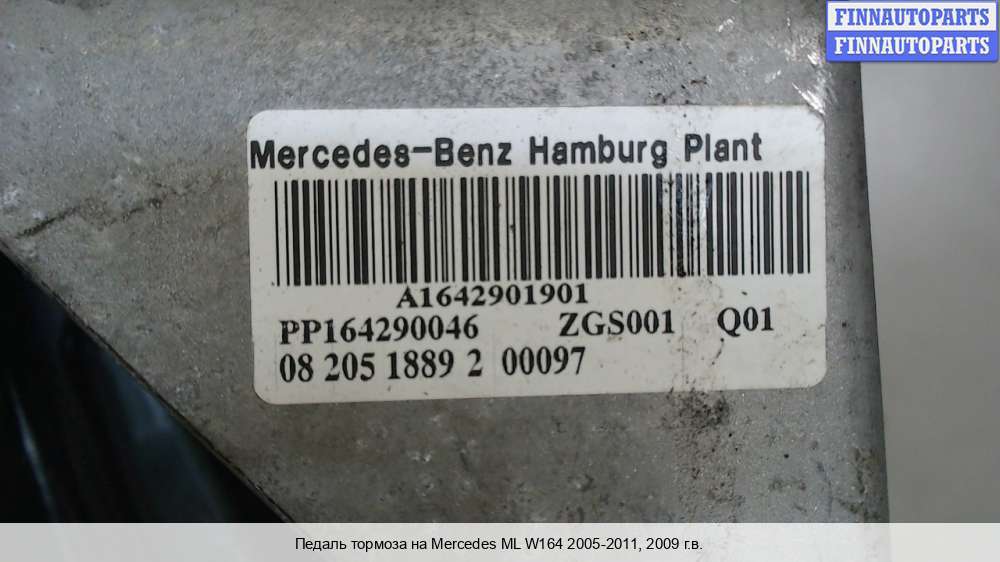 FINNAUTOPARTS
FINNAUTOPARTS
Mercedes-Benz Hamburg Plant
A1642901901
PP164290046 ZGS001 Q01
08 205 1889 2 00097
Педаль тормоза на Mercedes ML W164 2005-2011, 2009 г.в.